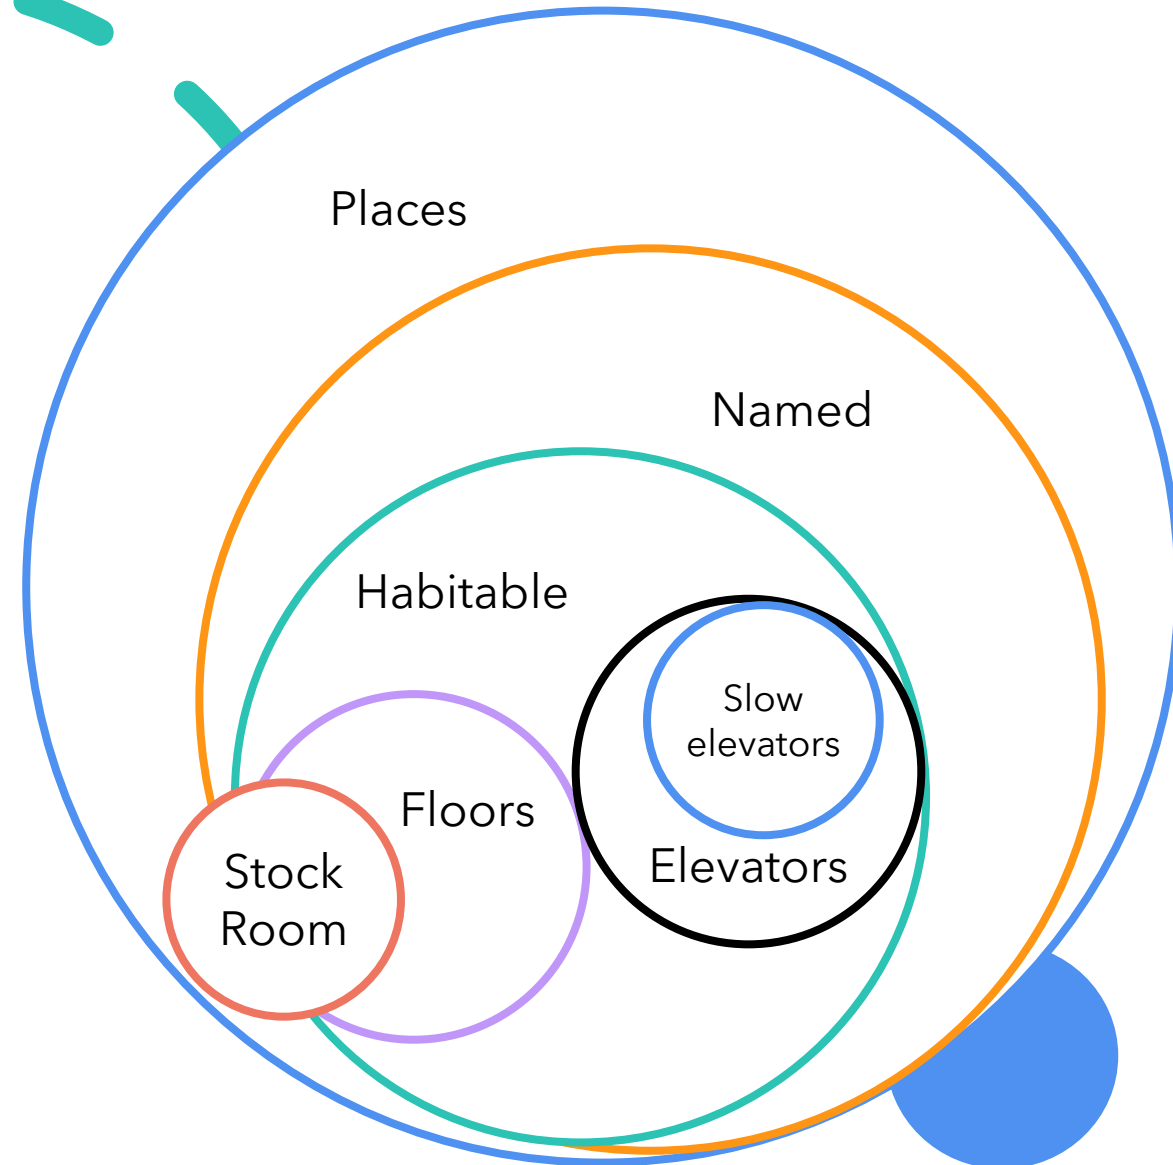 Places
Named
Habitable
Slow
elevators
Floors
Elevators
Stock
Room